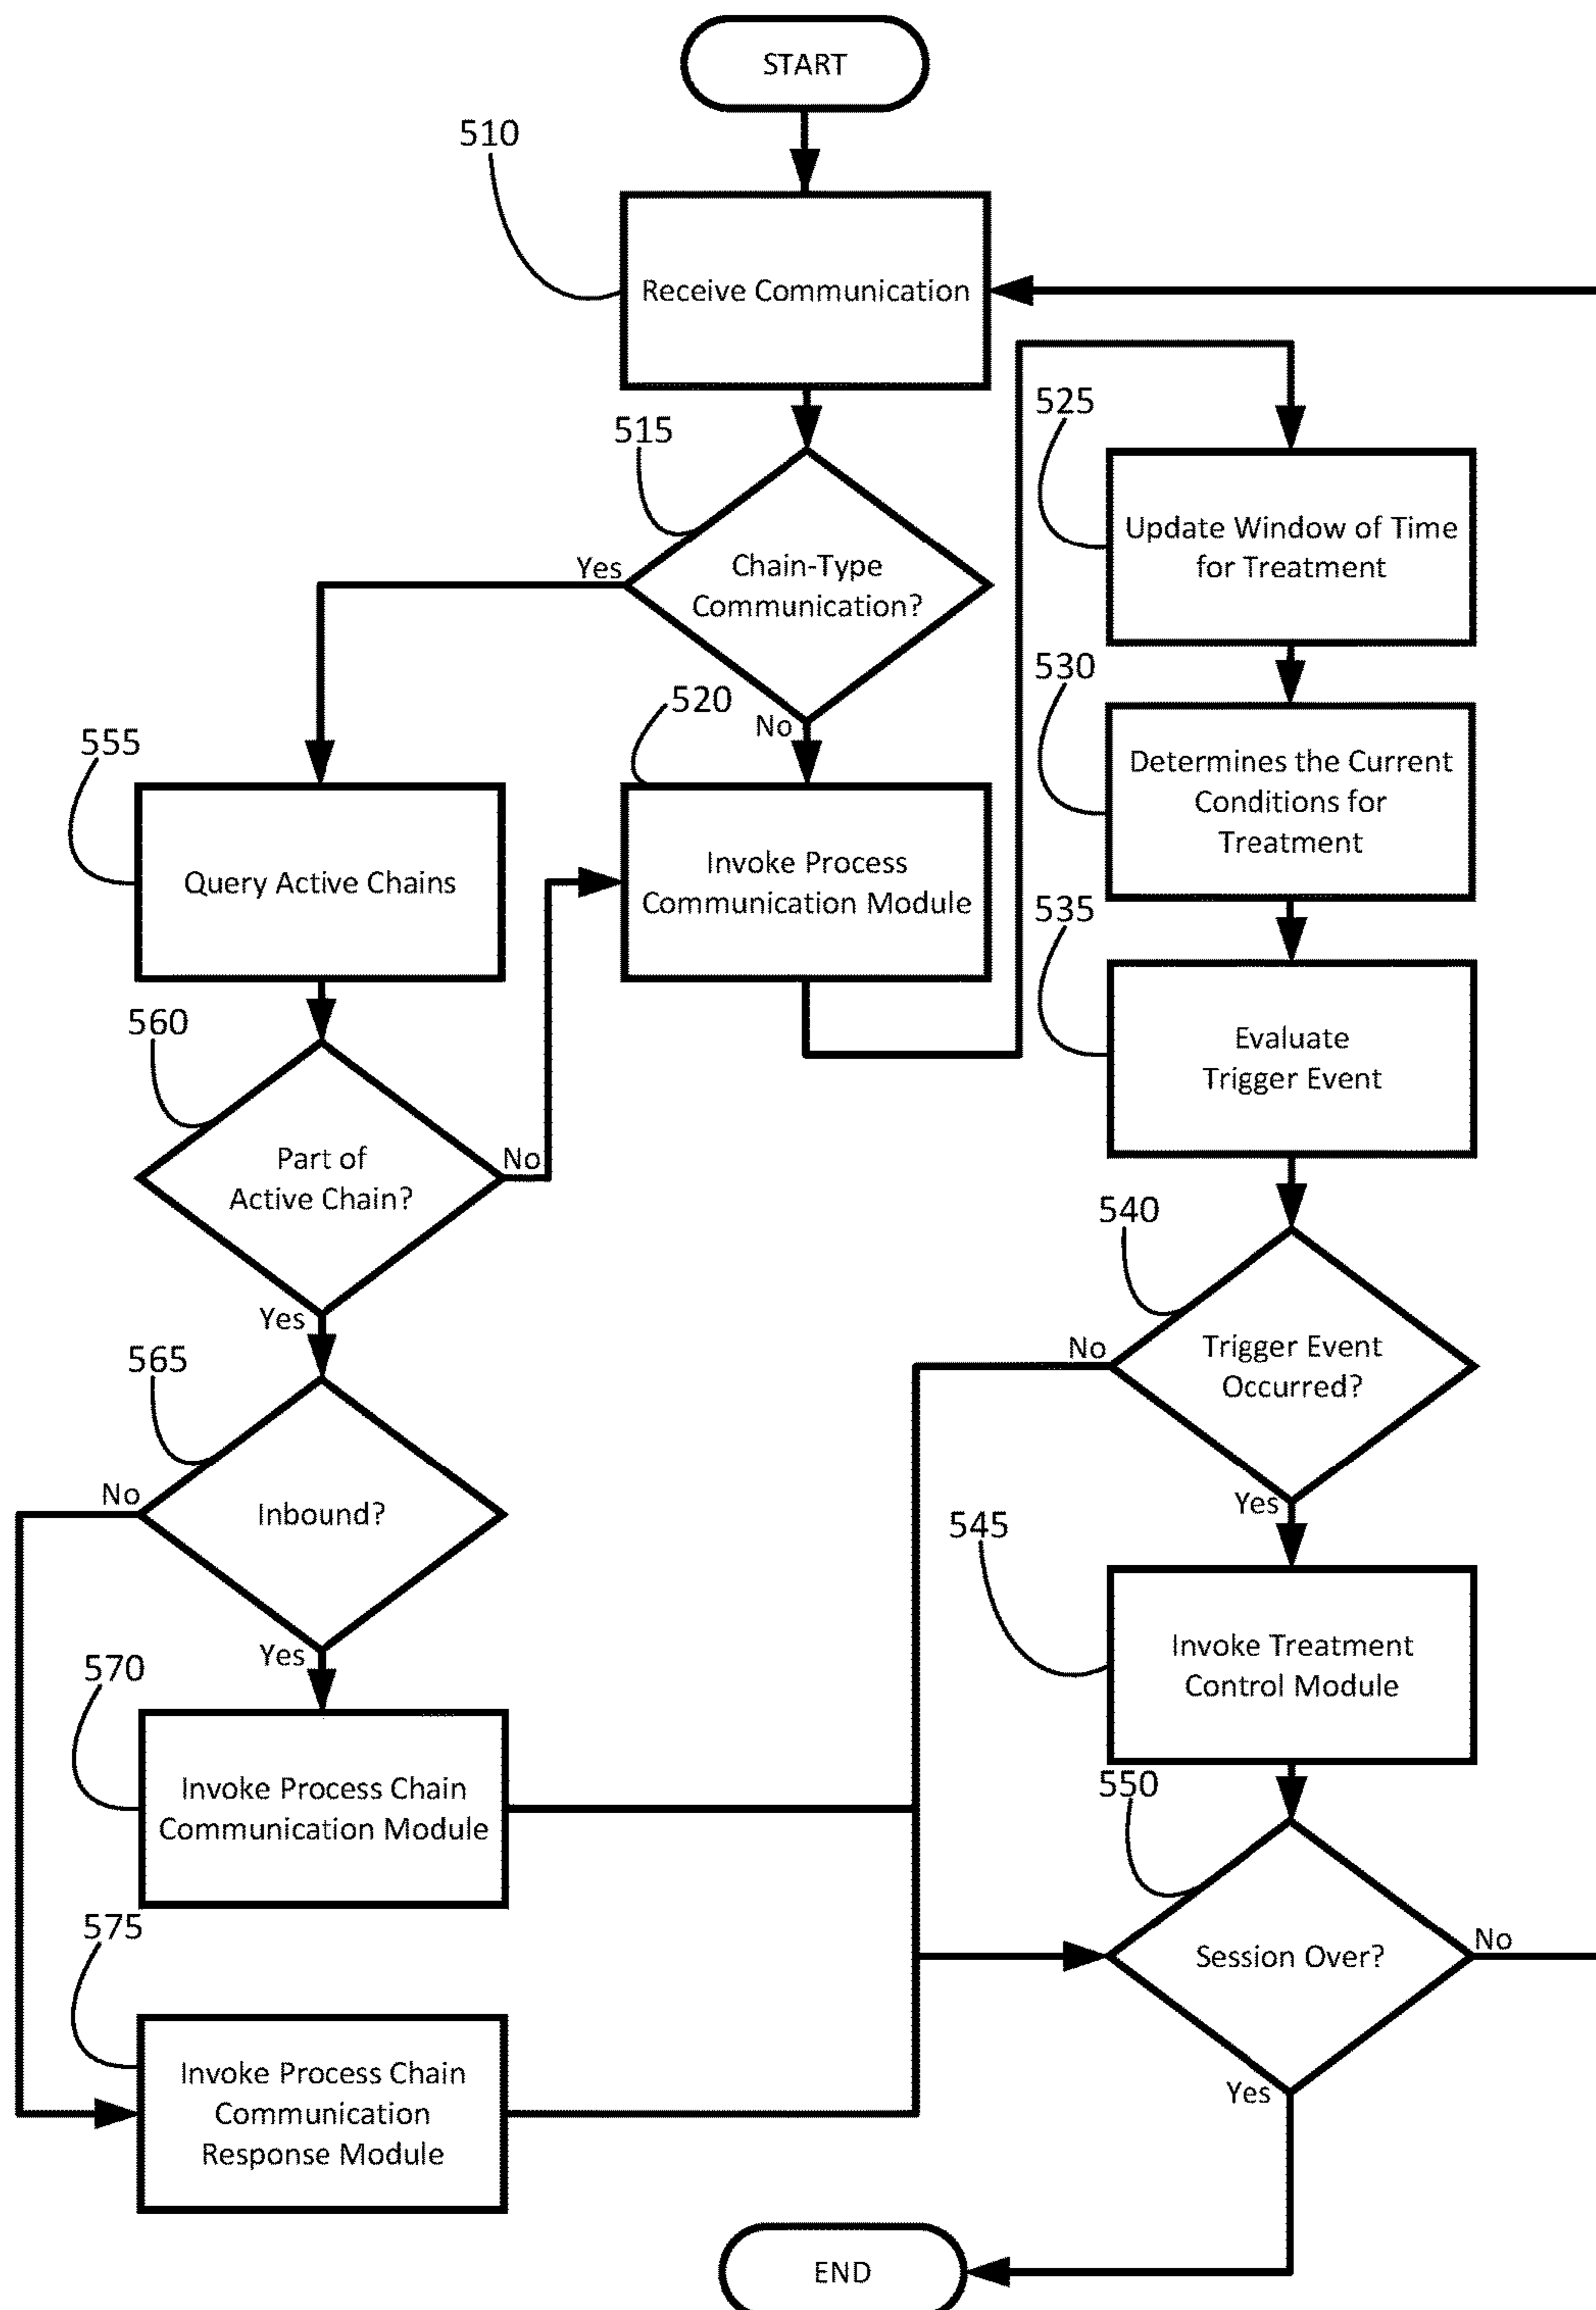 START
510
Receive Communication
515
Chain-Type
Communication?
Yes
No
520
Invoke Process
Communication Module
525
Update Window of Time
for Treatment
530
Determines the Current
Conditions for
Treatment
535
Evaluate
Trigger Event
540
Trigger Event
Occurred?
No
Yes
545
Invoke Treatment
Control Module
550
Session Over?
No
Yes
555
Query Active Chains
560
Part of
Active Chain?
No
Yes
565
Inbound?
No
Yes
570
Invoke Process Chain
Communication Module
575
Invoke Process Chain
Communication
Response Module
END